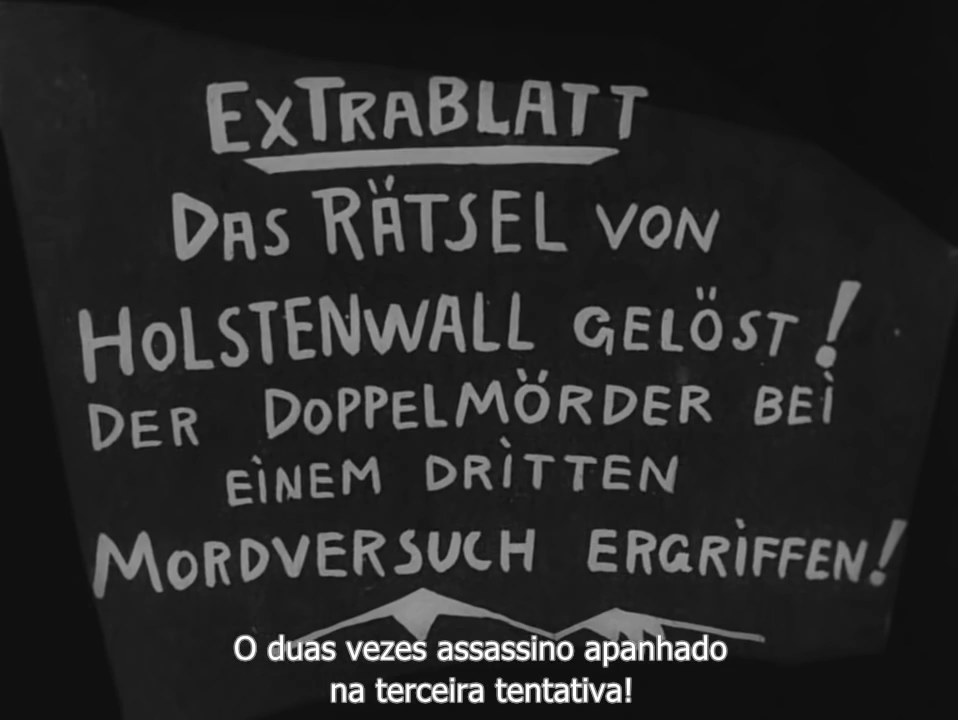 EXTRABLATT
DAS RÄTSEL VON
HOLSTENWALL GELÖST!
DER DOPPELMÖRDER BEI
EINEM DRITTEN
MORDVERSUCH ERGRIFFEN!
O duas vezes assassino apanhado
na terceira tentativa!